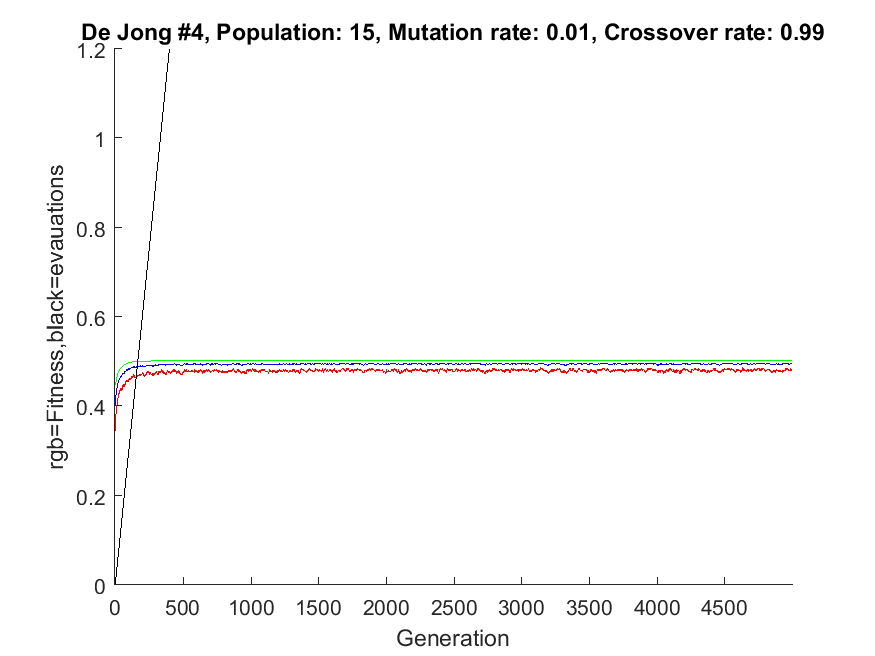 De Jong #4, Population: 15, Mutation rate: 0.01, Crossover rate: 0.99
rgb=Fitness,black=evauations
1.2
1
0.8
0.6
0.4
0.2
0
0 500 1000 1500 2000 2500 3000 3500 4000 4500
Generation